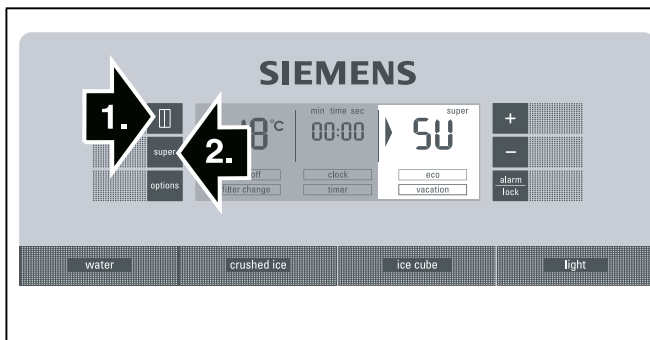 SIEMENS
1.
2.
super
options
8°C
min time sec
00:00
super
SU
off
clock
eco
filter change
timer
vacation
+
−
alarm
lock
water
crushed ice
ice cube
light